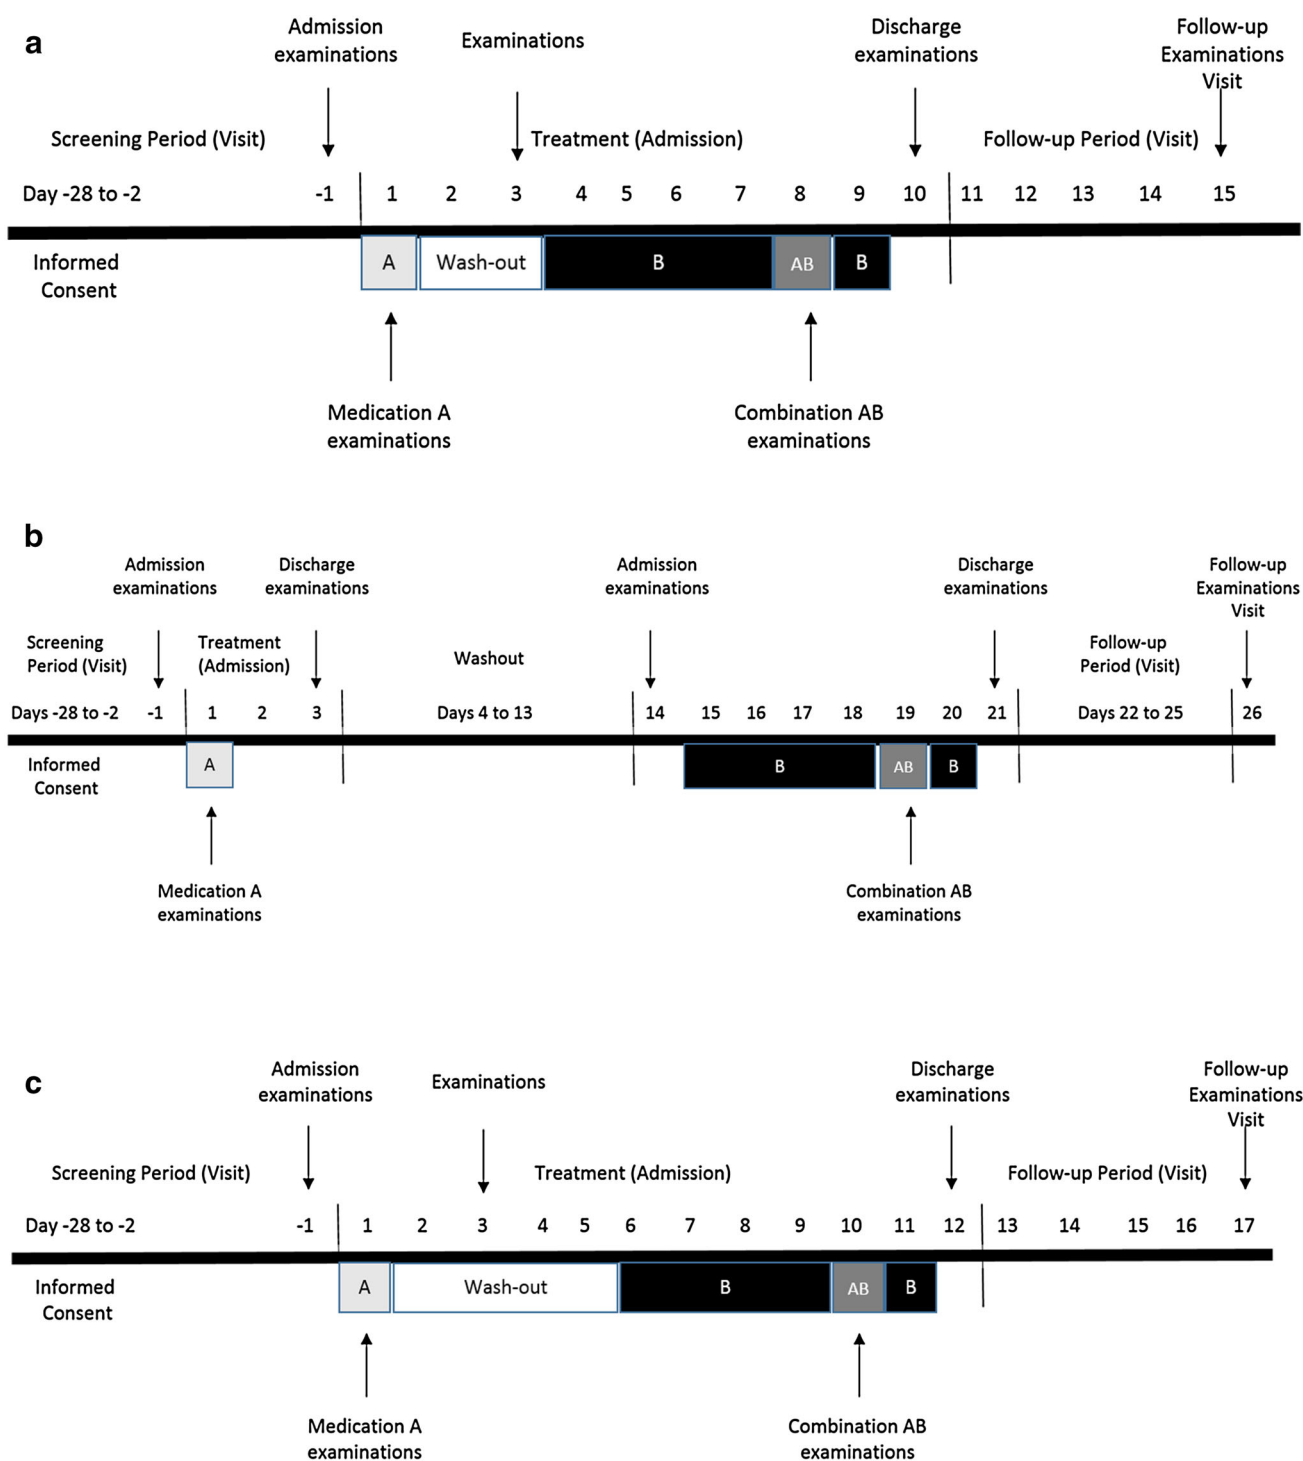 a
Admission
examinations
Examinations
Discharge
examinations
Follow-up
Examinations
Visit
Screening Period (Visit)
Treatment (Admission)
Follow-up Period (Visit)
Day -28 to -2 -1 1 2 3 4 5 6 7 8 9 10 11 12 13 14 15
Informed
Consent
A Wash-out B AB B
Medication A
examinations
Combination AB
examinations
b
Admission
examinations
Discharge
examinations
Admission
examinations
Discharge
examinations
Follow-up
Examinations
Visit
Screening
Period (Visit)
Treatment
(Admission)
Washout
Follow-up
Period (Visit)
Days -28 to -2 -1 1 2 3 Days 4 to 13 14 15 16 17 18 19 20 21 Days 22 to 25 26
Informed
Consent
A B AB B
Medication A
examinations
Combination AB
examinations
c
Admission
examinations
Examinations
Discharge
examinations
Follow-up
Examinations
Visit
Screening Period (Visit)
Treatment (Admission)
Follow-up Period (Visit)
Day -28 to -2 -1 1 2 3 4 5 6 7 8 9 10 11 12 13 14 15 16 17
Informed
Consent
A Wash-out B AB B
Medication A
examinations
Combination AB
examinations